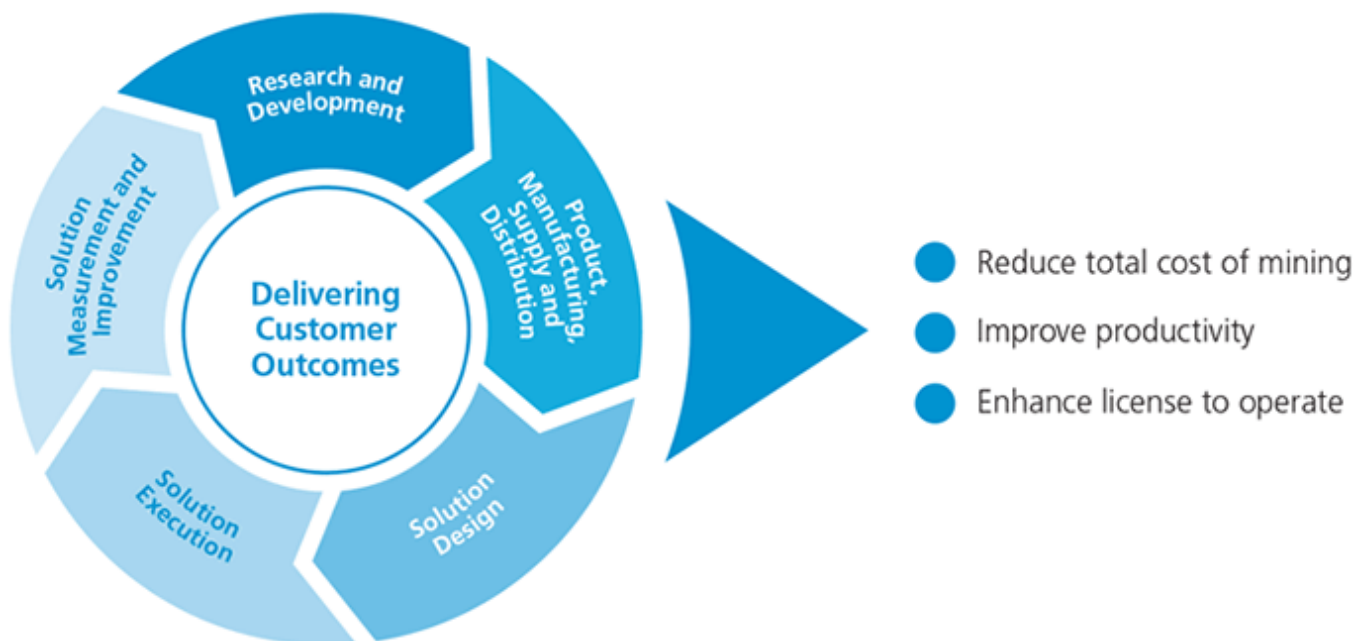 Research and
Development
Product,
Manufacturing,
Supply and
Distribution
Solution
Design
Solution
Execution
Solution
Measurement and
Improvement
Delivering
Customer
Outcomes
Reduce total cost of mining
Improve productivity
Enhance license to operate